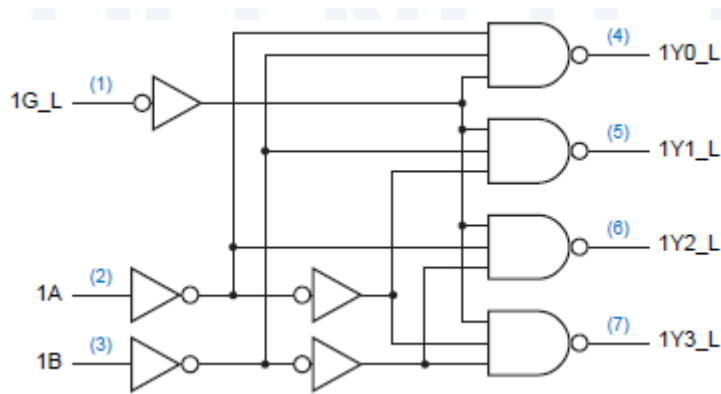 (4)
1Y0_L
(1)
1G_L
(5)
1Y1_L
(6)
1Y2_L
(2)
1A
(7)
1Y3_L
(3)
1B